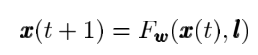 x(t + 1) = F_w(x(t), l)